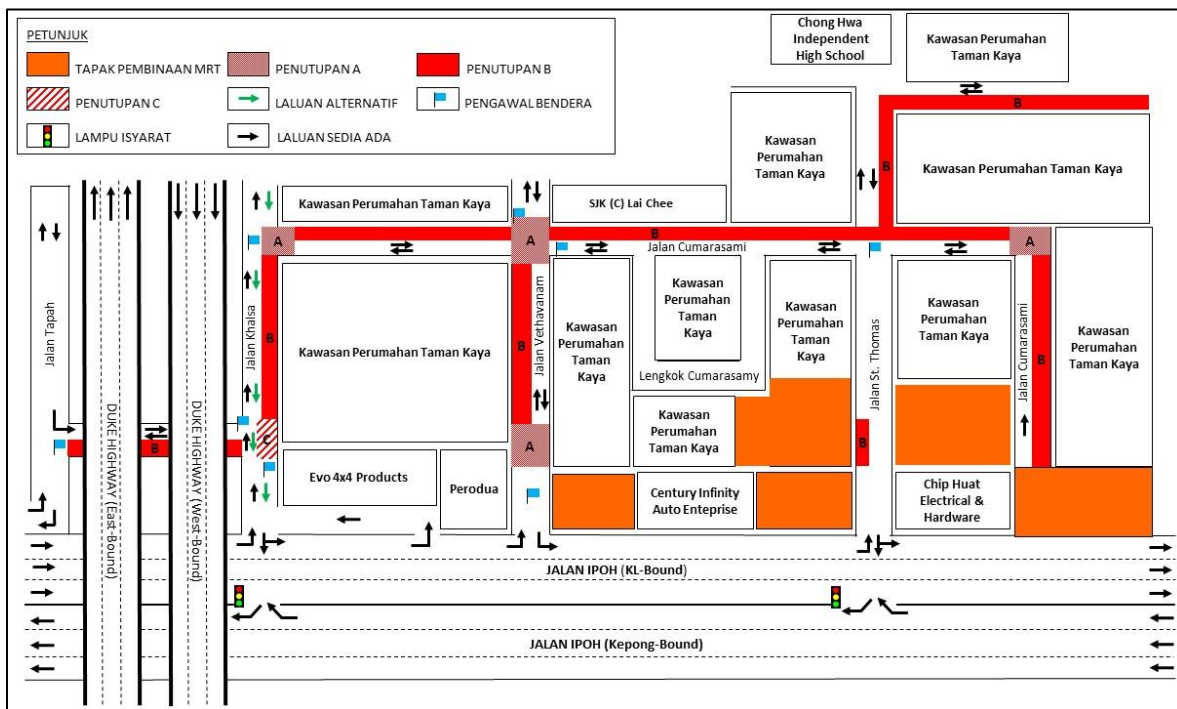 PETUNJUK
TAPAK PEMBINAAN MRT
PENUTUPAN A
PENUTUPAN B
PENUTUPAN C
LALUAN ALTERNATIF
PENGAWAL BENDERA
LAMPU ISYARAT
LALUAN SEDIA ADA
Chong Hwa
Independent
High School
Kawasan Perumahan
Taman Kaya
B
Kawasan
Perumahan
Taman Kaya
B
Kawasan Perumahan Taman Kaya
Kawasan Perumahan Taman Kaya
SJK (C) Lai Chee
A
A
B
Jalan Cumarasami
A
Jalan Tapah
Jalan Khalsa
B
Kawasan Perumahan Taman Kaya
B
Jalan Vethavanam
Kawasan
Perumahan
Taman
Kaya
Kawasan
Perumahan
Taman
Kaya
Lengkok Cumarasamy
Kawasan
Perumahan
Taman
Kaya
Jalan St. Thomas
Kawasan
Perumahan
Taman Kaya
Jalan Cumarasami
B
Kawasan
Perumahan
Taman Kaya
DUKE HIGHWAY (East-Bound)
B
DUKE HIGHWAY (West-Bound)
C
A
Kawasan
Perumahan
Taman Kaya
B
Evo 4x4 Products
Perodua
Century Infinity
Auto Enteprise
Chip Huat
Electrical &
Hardware
JALAN IPOH (KL-Bound)
JALAN IPOH (Kepong-Bound)